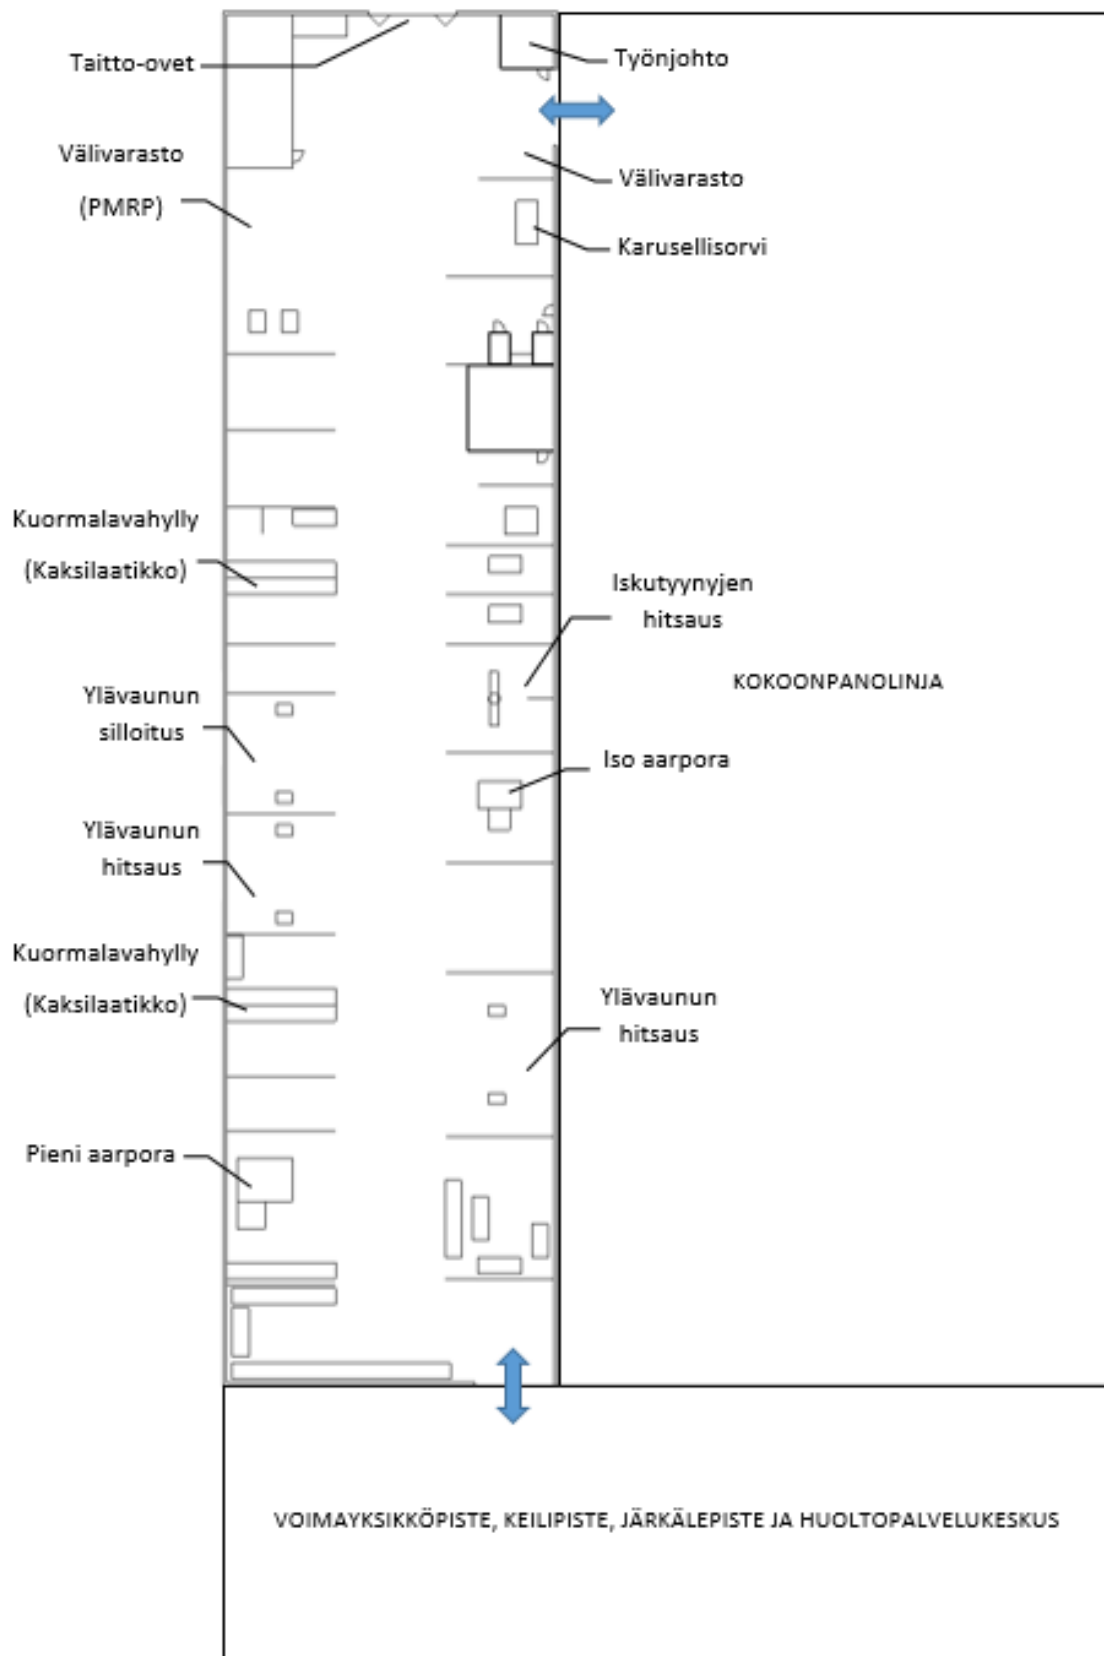 Taitto-ovet
Työnjohto
Välivarasto
(PMRP)
Välivarasto
Karusellisorvi
Kuormalavahylly
(Kaksilaatikko)
Iskutyynyjen
hitsaus
KOKOONPANOLINJA
Ylävaunun
silloitus
Iso aarpora
Ylävaunun
hitsaus
Kuormalavahylly
(Kaksilaatikko)
Ylävaunun
hitsaus
Pieni aarpora
VOIMAYKSIKKÖPISTE, KEILIPISTE, JÄRKÄLEPISTE JA HUOLTOPALVELUKESKUS